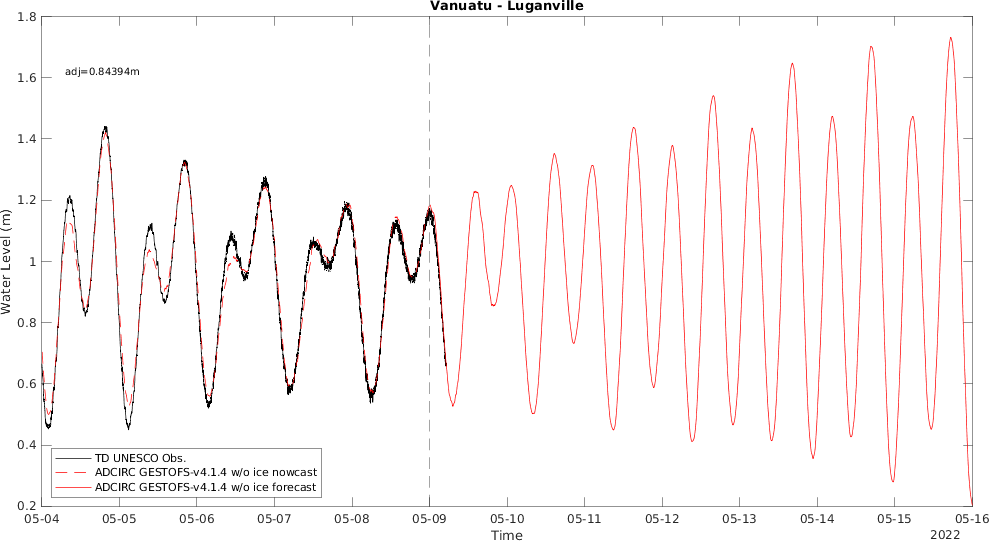 Vanuatu - Luganville
adj=0.84394m
Water Level (m)
1.8
1.6
1.4
1.2
1
0.8
0.6
0.4
0.2
TD UNESCO Obs.
ADCIRC GESTOFS-v4.1.4 w/o ice nowcast
ADCIRC GESTOFS-v4.1.4 w/o ice forecast
05-04 05-05 05-06 05-07 05-08 05-09 05-10 05-11 05-12 05-13 05-14 05-15 05-16
Time
2022